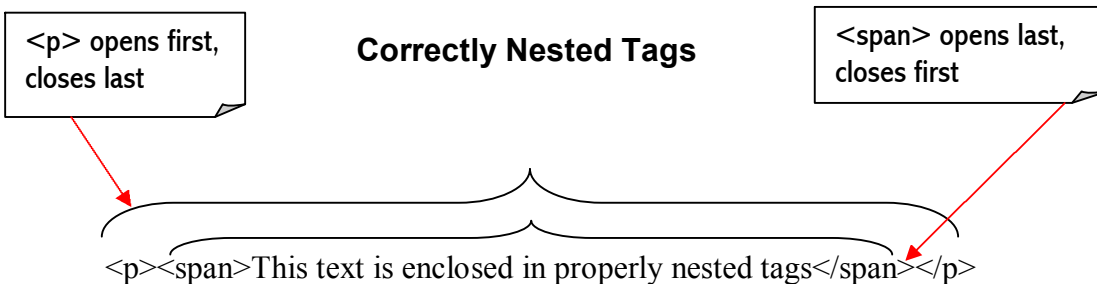 <p> opens first,
closes last
Correctly Nested Tags
<span> opens last,
closes first
<p><span>This text is enclosed in properly nested tags</span></p>